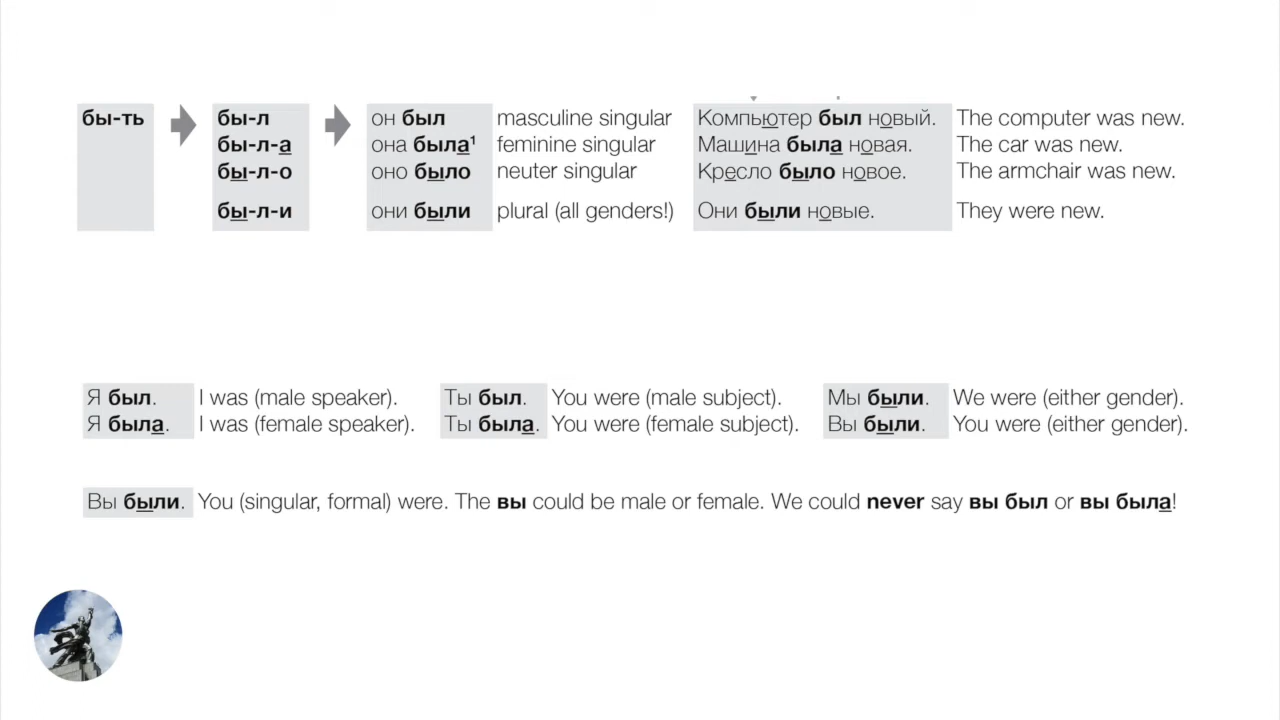 бы-ть бы-л он был masculine singular Компьютер был новый. The computer was new.
бы-л-а она была¹ feminine singular Машина была новая. The car was new.
бы-л-о оно было neuter singular Кресло было новое. The armchair was new.
бы-л-и они были plural (all genders!) Они были новые. They were new.
Я был. I was (male speaker). Ты был. You were (male subject). Мы были. We were (either gender).
Я была. I was (female speaker). Ты была. You were (female subject). Вы были. You were (either gender).
Вы были. You (singular, formal) were. The вы could be male or female. We could never say вы был or вы была!